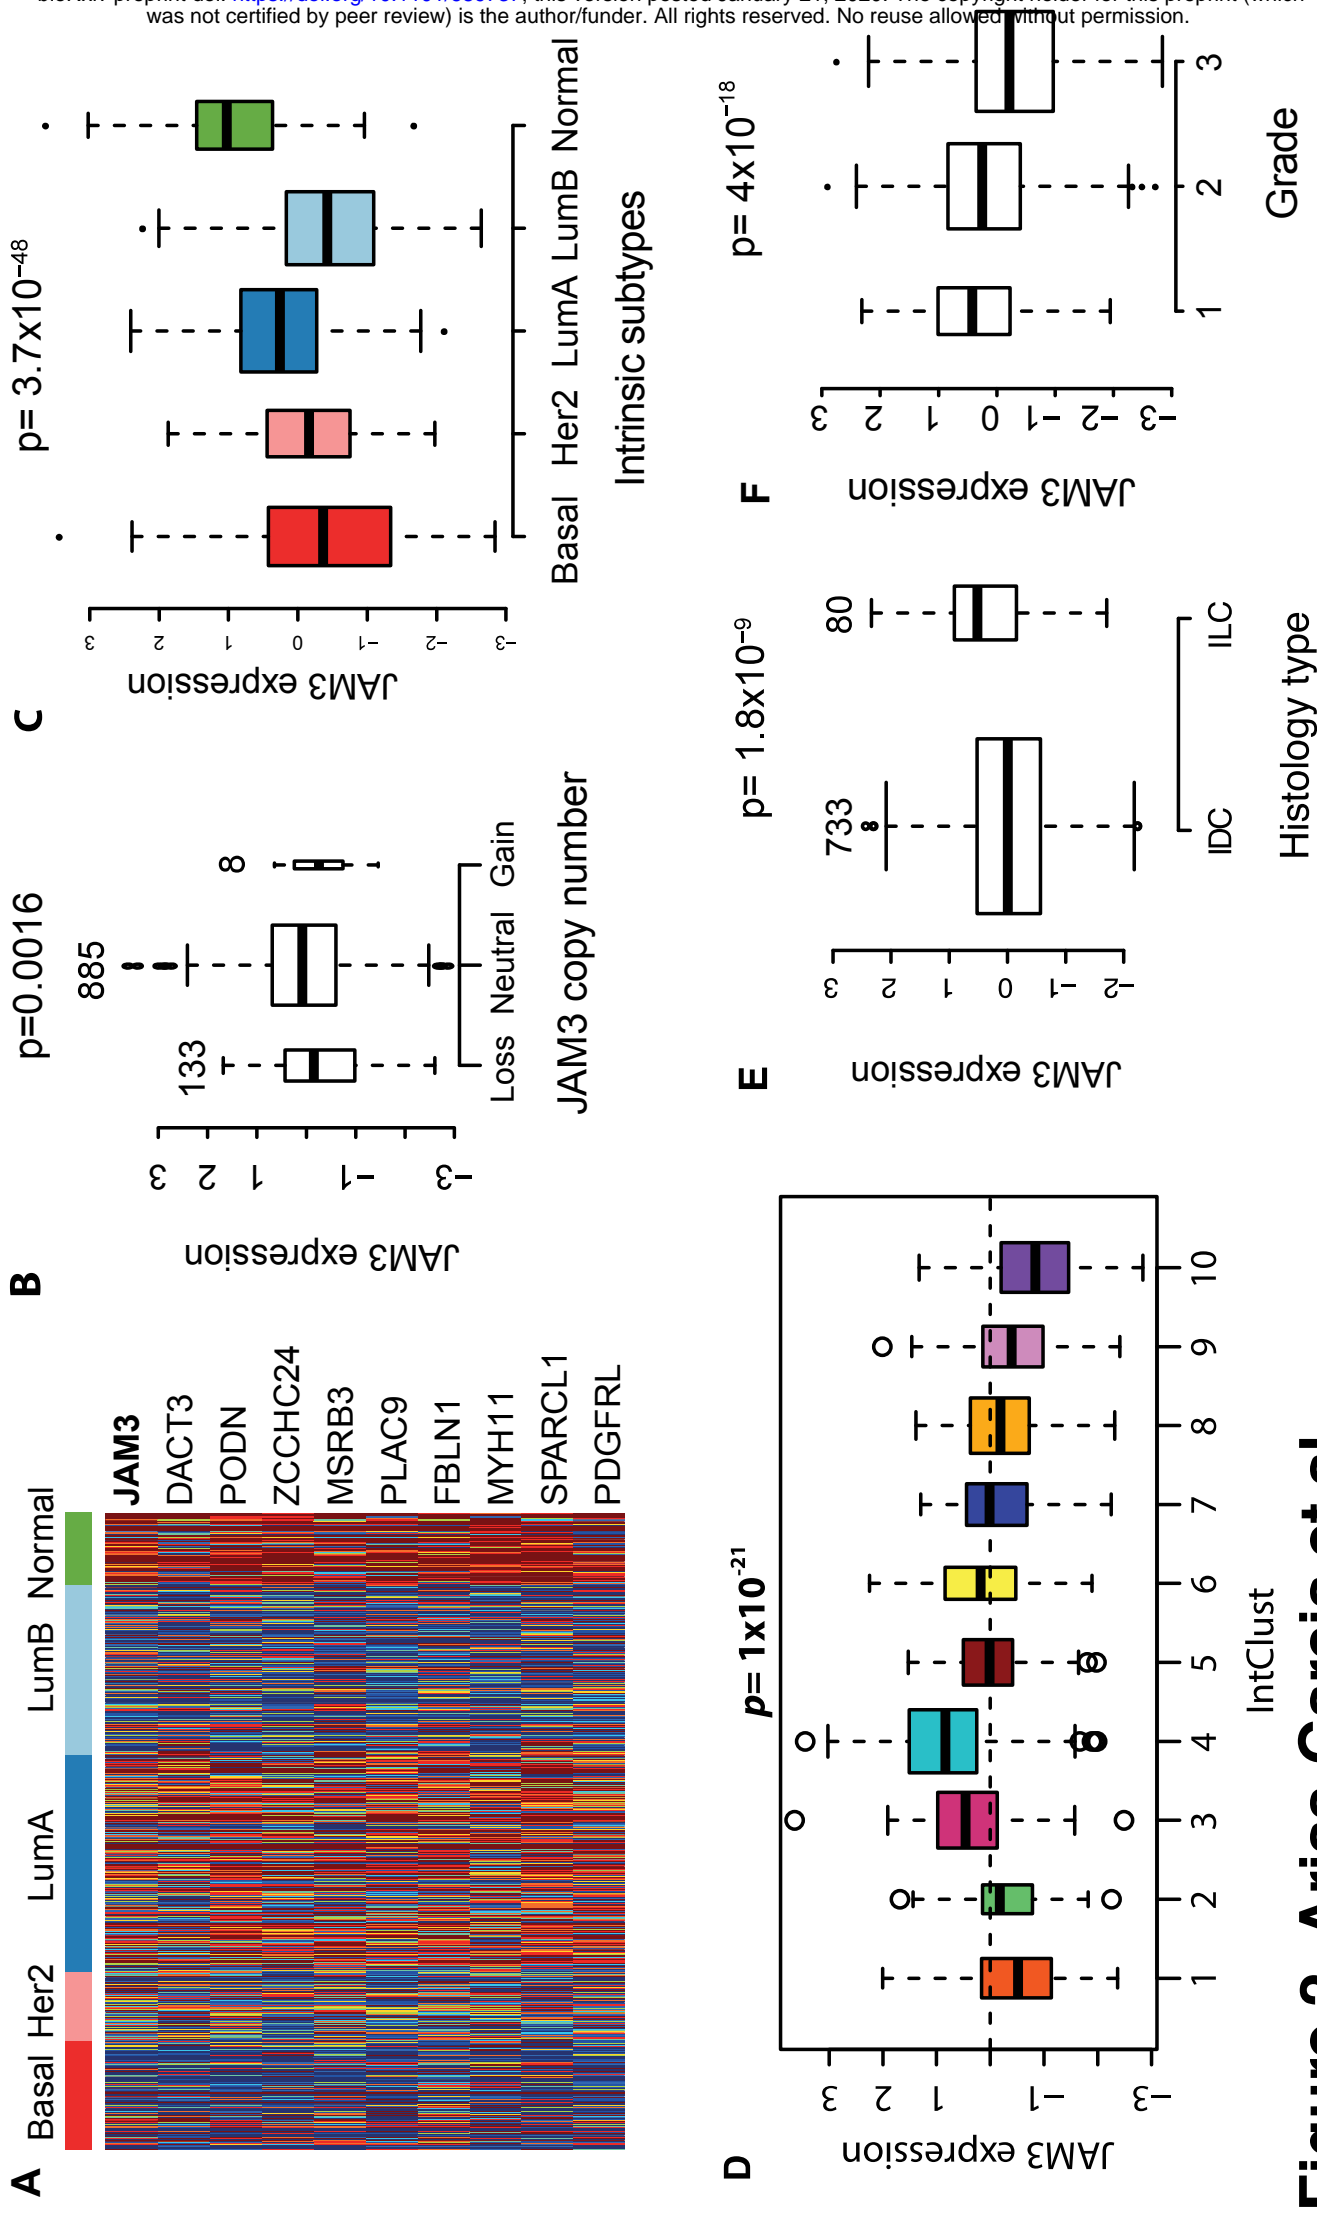 was not certified by peer review) is the author/funder. All rights reserved. No reuse allowed without permission.
A
Basal Her2 LumA LumB Normal
JAM3
DACT3
PODN
ZCCHC24
MSRB3
PLAC9
FBLN1
MYH11
SPARCL1
PDGFRL
B
p=0.0016
JAM3 expression
3
2
1
-1
-3
133
885
8
Loss Neutral Gain
JAM3 copy number
C
p= 3.7x10-48
JAM3 expression
3
2
1
0
-1
-2
-3
Basal Her2 LumA LumB Normal
Intrinsic subtypes
D
p= 1x10-21
JAM3 expression
3
2
1
-1
-3
1 2 3 4 5 6 7 8 9 10
IntClust
E
p= 1.8x10-9
JAM3 expression
3
2
1
0
-1
-2
733
80
IDC ILC
Histology type
F
p= 4x10-18
JAM3 expression
3
2
1
0
-1
-2
-3
1 2 3
Grade